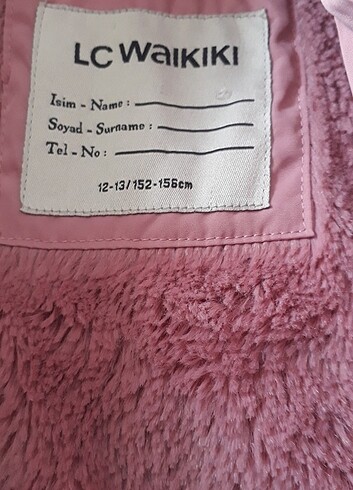 LC WAIKIKI
Isim - Name :
Soyad - Surname :
Tel - No :
12-13/152-156cm